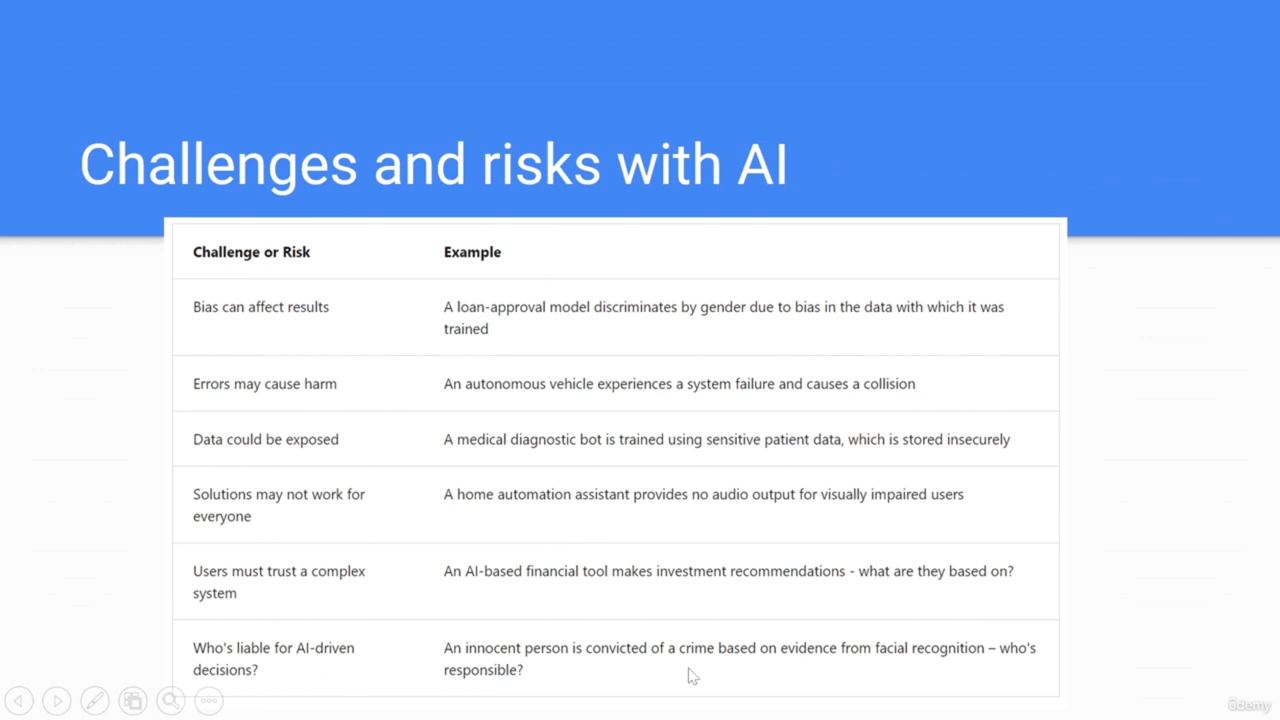 Challenges and risks with AI
Challenge or Risk
Example
Bias can affect results
A loan-approval model discriminates by gender due to bias in the data with which it was
trained
Errors may cause harm
An autonomous vehicle experiences a system failure and causes a collision
Data could be exposed
A medical diagnostic bot is trained using sensitive patient data, which is stored insecurely
Solutions may not work for
everyone
A home automation assistant provides no audio output for visually impaired users
Users must trust a complex
system
An AI-based financial tool makes investment recommendations - what are they based on?
Who's liable for AI-driven
decisions?
An innocent person is convicted of a crime based on evidence from facial recognition – who's
responsible?
ûdemy